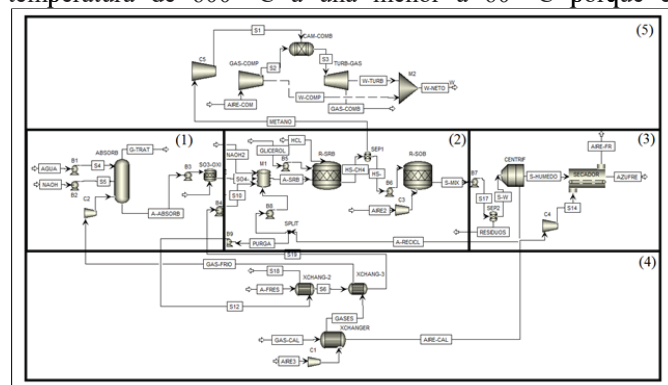 temperatura de 600 °C a una menor a 60 °C porque
(5)
S1
CAM-COMB
C5
GAS-COMP
S2
S3
TURB-GAS
W-TURB
M2
W-NETO
W
AIRE-COM
W-COMP
GAS-COMB
METANO
(1)
ABSORB
G-TRAT
AGUA
B1
S4
NAOH
B2
S5
C2
A-ABSORB
B3
SO3-OXI
B4
(2)
NAOH2
HCL
GLICEROL
B5
R-SRB
M1
SO4-
A-SRB
S10
B8
SEP1
HS-CH4
HS-
B6
R-SOB
AIRE2
C3
S-MIX
SPLIT
B9
PURGA
A-RECICL
S19
(3)
AIRE-FR
CENTRIF
S-HUMEDO
SECADOR
AZUFRE
B7
S17
S-W
SEP2
RESIDUOS
C4
S14
(4)
GAS-FRIO
S18
XCHANG-2
XCHANG-3
A-FRES
S6
S12
GASES
XCHANGER
GAS-CAL
AIRE-CAL
C1
AIRE3